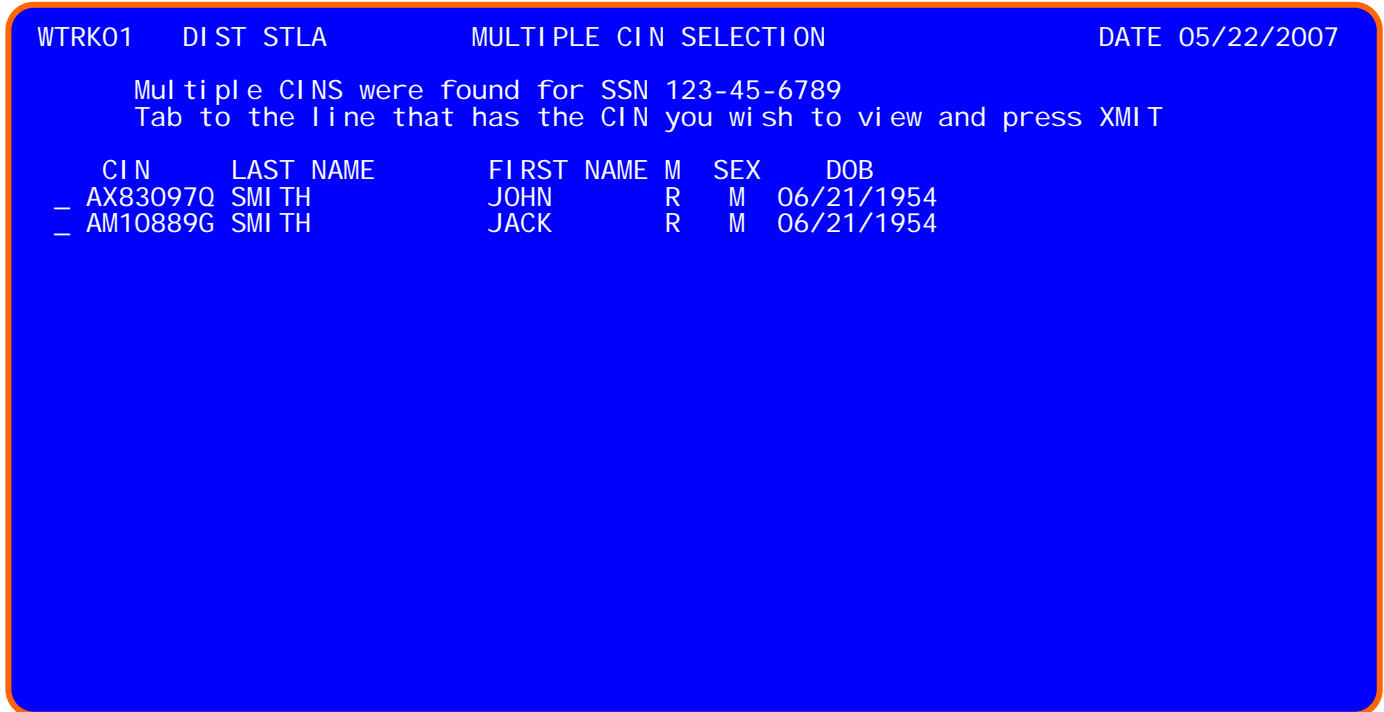 WTRK01 DIST STLA MULTIPLE CIN SELECTION DATE 05/22/2007
Multiple CINS were found for SSN 123-45-6789
Tab to the line that has the CIN you wish to view and press XMIT
CIN LAST NAME FIRST NAME M SEX DOB
_ AX83097Q SMITH JOHN R M 06/21/1954
_ AM10889G SMITH JACK R M 06/21/1954